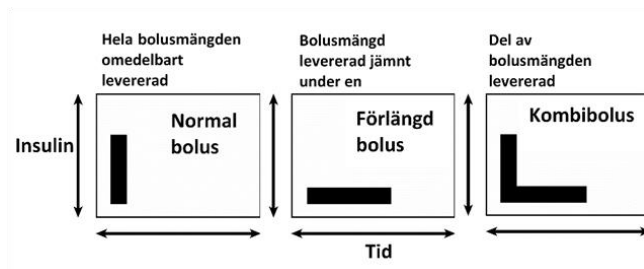 Hela bolusmängden
omedelbart
levererad
Bolusmängd
levererad jämnt
under en
Del av
bolusmängden
levererad
Insulin
Normal
bolus
Förlängd
bolus
Kombibolus
Tid